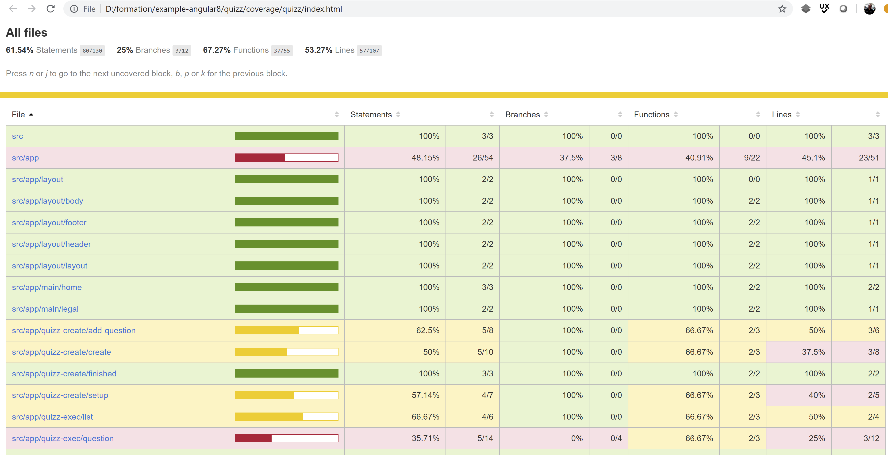 File D:/formation/example-angular8/quizz/coverage/quizz/index.html
All files
61.54% Statements 80/130 25% Branches 3/12 67.27% Functions 37/55 53.27% Lines 57/107
Press n or j to go to the next uncovered block, b, p or k for the previous block.
File Statements Branches Functions Lines
src 100% 3/3 100% 0/0 100% 0/0 100% 3/3
src/app 48.15% 26/54 37.5% 3/8 40.91% 9/22 45.1% 23/51
src/app/layout 100% 2/2 100% 0/0 100% 0/0 100% 1/1
src/app/layout/body 100% 2/2 100% 0/0 100% 2/2 100% 1/1
src/app/layout/footer 100% 2/2 100% 0/0 100% 2/2 100% 1/1
src/app/layout/header 100% 2/2 100% 0/0 100% 2/2 100% 1/1
src/app/layout/layout 100% 2/2 100% 0/0 100% 2/2 100% 1/1
src/app/main/home 100% 3/3 100% 0/0 100% 2/2 100% 2/2
src/app/main/legal 100% 2/2 100% 0/0 100% 2/2 100% 1/1
src/app/quizz-create/add-question 62.5% 5/8 100% 0/0 66.67% 2/3 50% 3/6
src/app/quizz-create/create 50% 5/10 100% 0/0 66.67% 2/3 37.5% 3/8
src/app/quizz-create/finished 100% 3/3 100% 0/0 100% 2/2 100% 2/2
src/app/quizz-create/setup 57.14% 4/7 100% 0/0 66.67% 2/3 40% 2/5
src/app/quizz-exec/list 66.67% 4/6 100% 0/0 66.67% 2/3 50% 2/4
src/app/quizz-exec/question 35.71% 5/14 0% 0/4 66.67% 2/3 25% 3/12